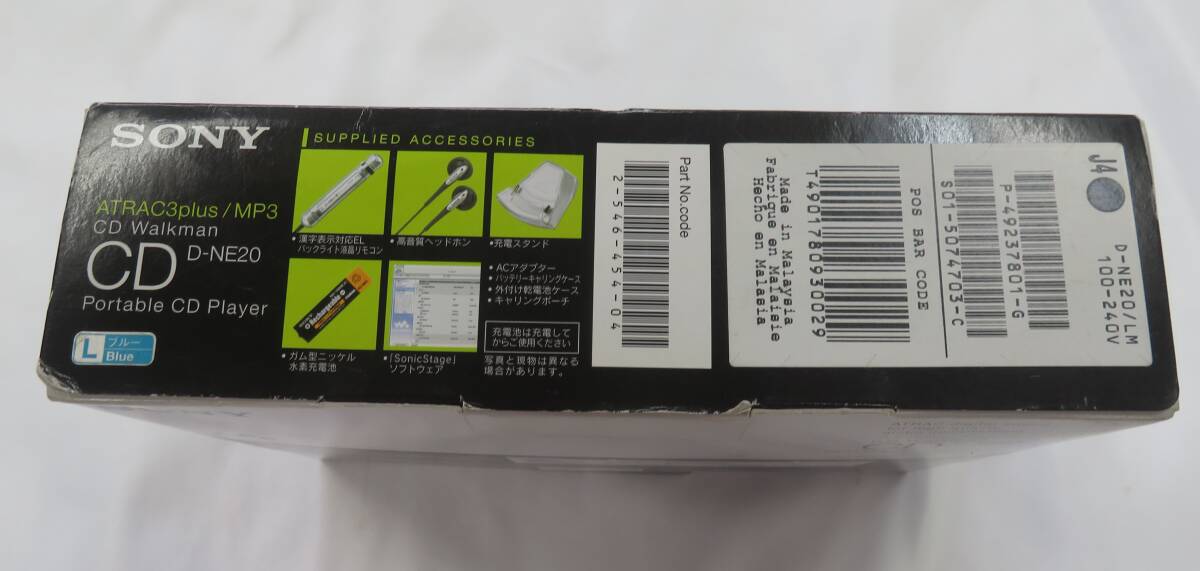 SONY
ATRAC3plus/MP3
CD Walkman
CD D-NE20
Portable CD Player
L ブルー
Blue
SUPPLIED ACCESSORIES
・漢字表示対応EL
バックライト液晶リモコン
・高音質ヘッドホン
・充電スタンド
Rechargeable
・ガム型ニッケル
水素充電池
・「SonicStage」
ソフトウェア
・ACアダプター
・バッテリーキャリングケース
・外付け乾電池ケース
・キャリングポーチ
充電池は充電して
からご使用ください
写真と現物は異なる
場合があります。
Part No.code
2-546-454-04
J4
D-NE20/LM
100-240V
P-49237801-G
S01-5074703-C
POS BAR CODE
T4901780930029
Made in Malaysia
Fabriqué en Malaisie
Hecho en Malasia
SONY